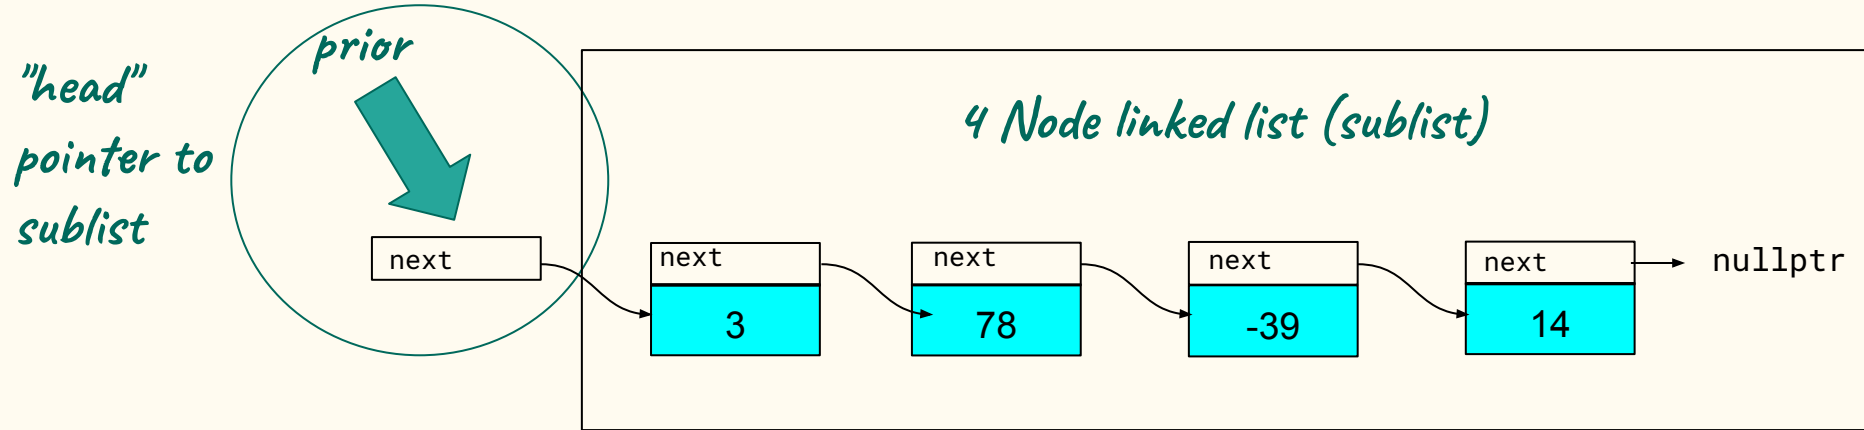 "head"
pointer to
sublist
prior
4 Node linked list (sublist)
next
next
next
next
next
nullptr
3
78
-39
14